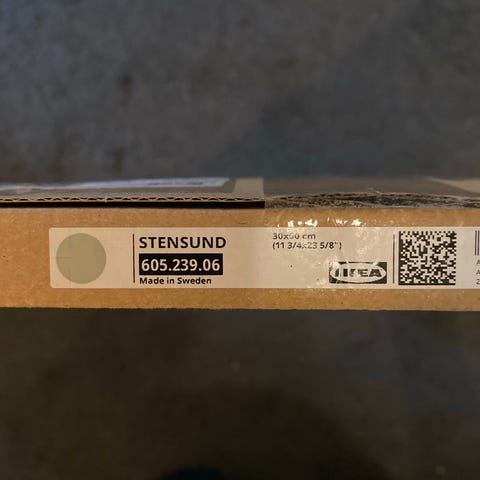 STENSUND
605.239.06
Made in Sweden
30x60 cm
(11 3/4x23 5/8")
IKEA